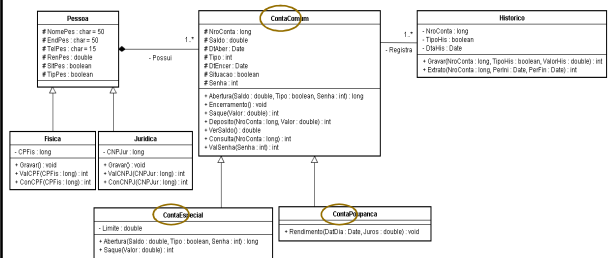 Pessoa
# NomePes : char = 50
# EndPes : char = 50
# TelPes : char = 15
# RenPes : double
# SitPes : boolean
# TipPes : boolean
- Possui
1..*
ContaComum
# NroConta : long
# Saldo : double
# DtAber : Date
# Tipo : int
# DtEncer : Date
# Situacao : boolean
# Senha : int
+ Abertura(Saldo : double, Tipo : boolean, Senha : int) : long
+ Encerramento() : void
+ Saque(Valor : double) : int
+ Deposito(NroConta : long, Valor : double) : int
+ VerSaldo() : double
+ Consulta(NroConta : long) : int
+ ValSenha(Senha : int) : int
1..*
- Registra
Historico
- NroConta : long
- TipoHis : boolean
- DtaHis : Date
+ Gravar(NroConta : long, TipoHis : boolean, ValorHis : double) : int
+ Extrato(NroConta : long, PerIni : Date, PerFin : Date) : int
Fisica
- CPFis : long
+ Gravar() : void
+ ValCPF(CPFis : long) : int
+ ConCPF(CPFis : long) : int
Juridica
- CNPJur : long
+ Gravar() : void
+ ValCNPJ(CNPJur : long) : int
+ ConCNPJ(CNPJur : long) : int
ContaEspecial
- Limite : double
+ Abertura(Saldo : double, Tipo : boolean, Senha : int) : long
+ Saque(Valor : double) : int
ContaPoupanca
+ Rendimento(DatDia : Date, Juros : double) : void